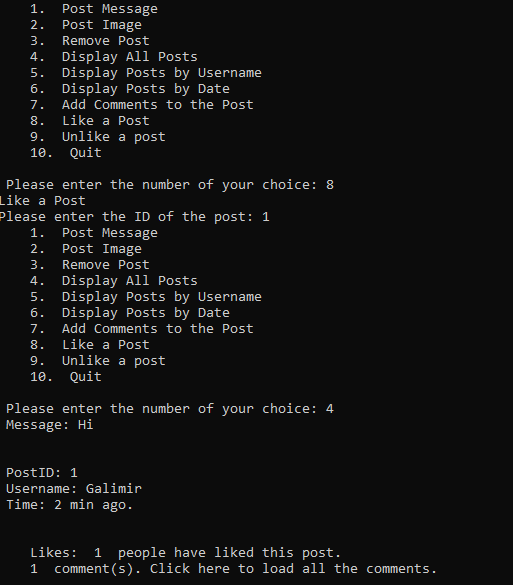 1. Post Message
2. Post Image
3. Remove Post
4. Display All Posts
5. Display Posts by Username
6. Display Posts by Date
7. Add Comments to the Post
8. Like a Post
9. Unlike a post
10. Quit
Please enter the number of your choice: 8
Like a Post
Please enter the ID of the post: 1
1. Post Message
2. Post Image
3. Remove Post
4. Display All Posts
5. Display Posts by Username
6. Display Posts by Date
7. Add Comments to the Post
8. Like a Post
9. Unlike a post
10. Quit
Please enter the number of your choice: 4
Message: Hi
PostID: 1
Username: Galimir
Time: 2 min ago.
Likes: 1 people have liked this post.
1 comment(s). Click here to load all the comments.